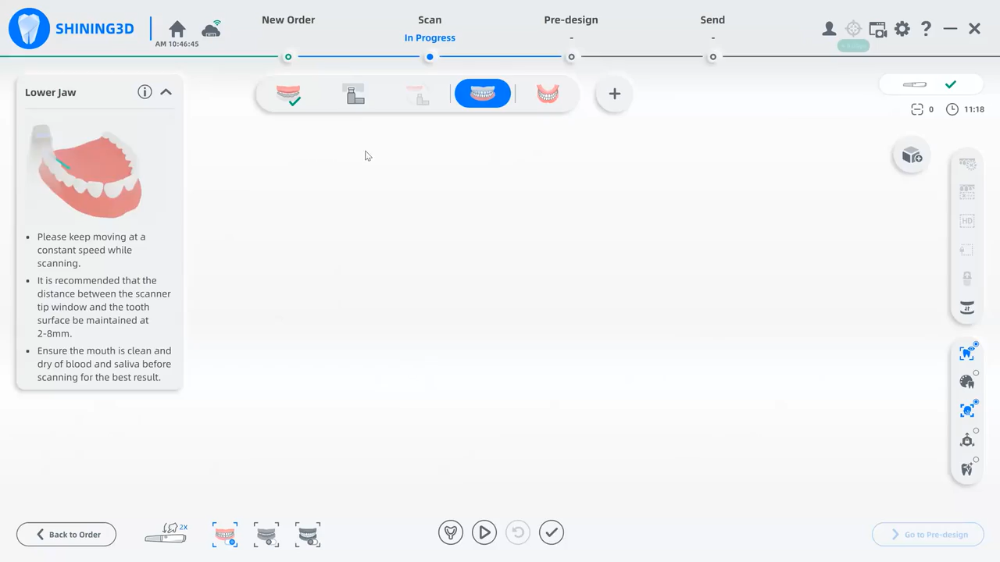 SHINING3D
AM 10:46:45
New Order
Scan
In Progress
Pre-design
-
Send
-
Lower Jaw
Please keep moving at a
constant speed while
scanning.
It is recommended that the
distance between the scanner
tip window and the tooth
surface be maintained at
2-8mm.
Ensure the mouth is clean and
dry of blood and saliva before
scanning for the best result.
0
11:18
HD
Back to Order
2X
Go to Pre-design